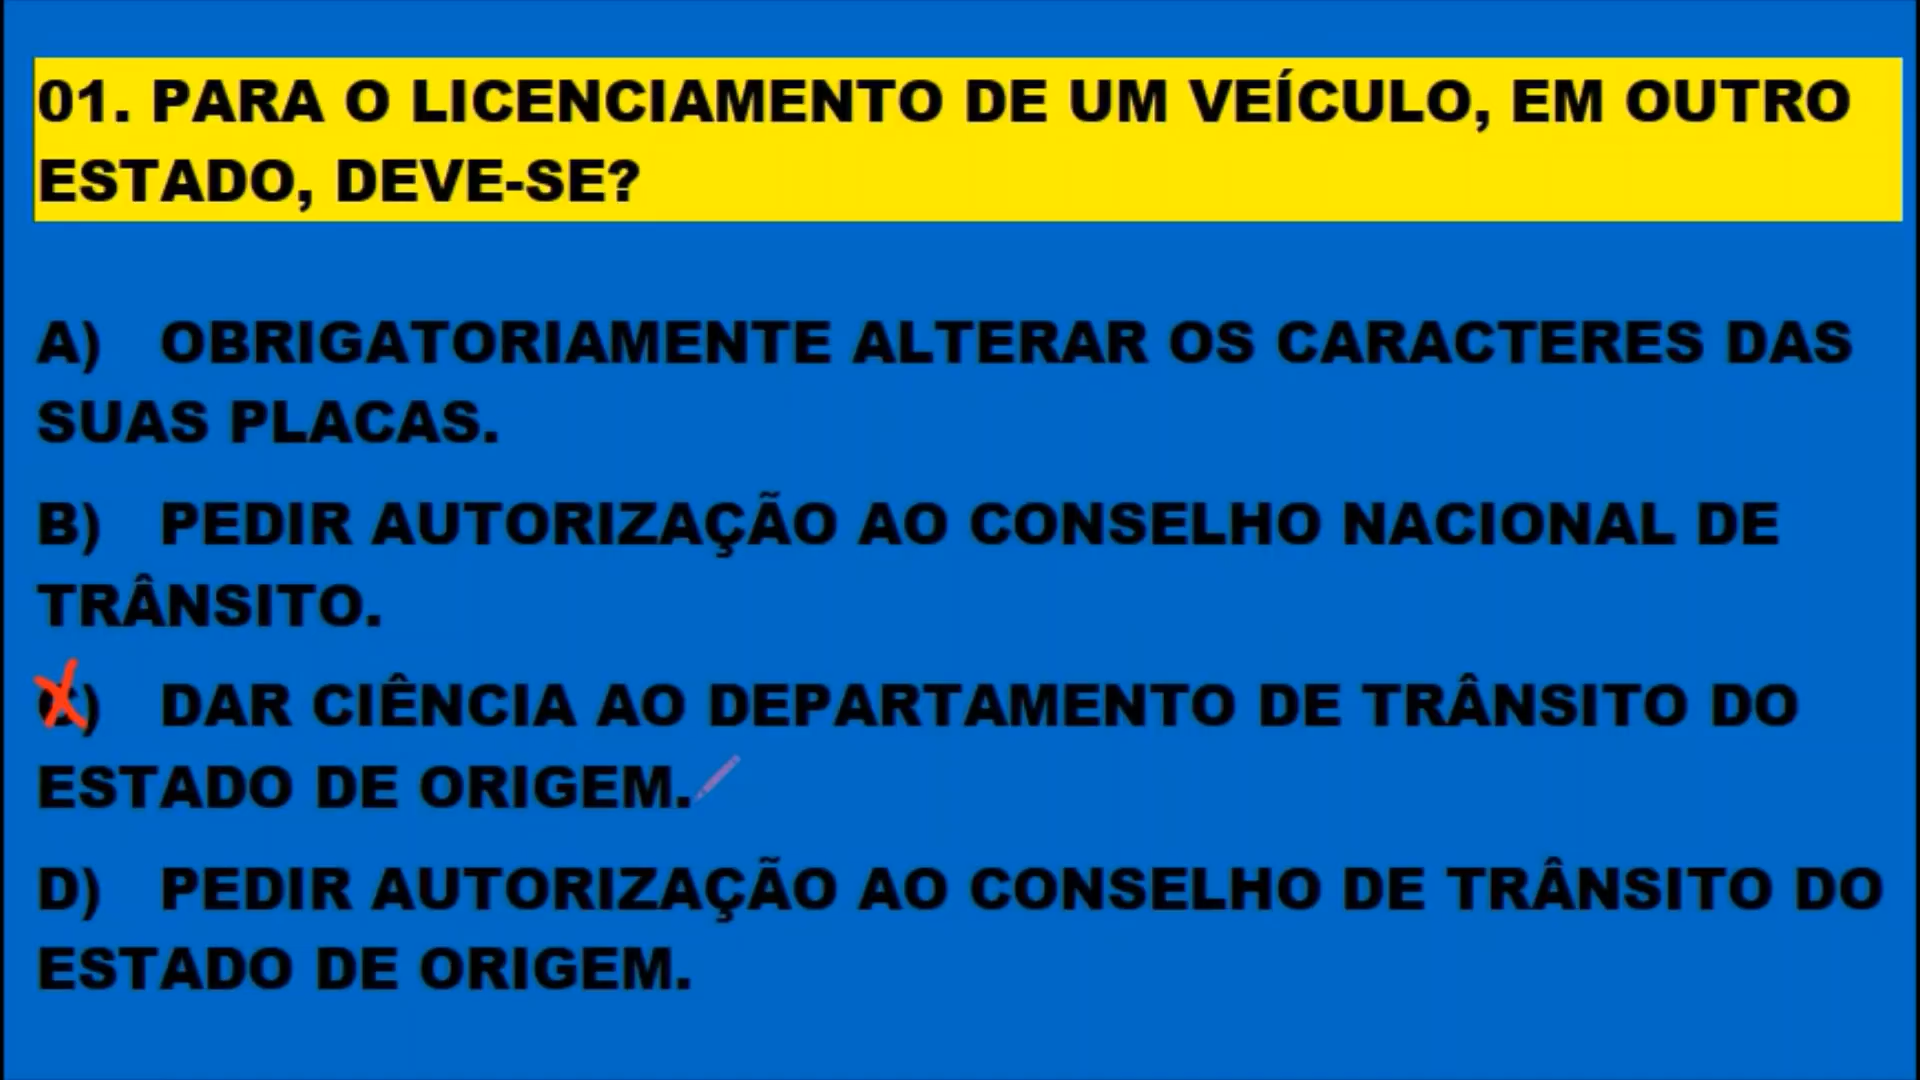 01. PARA O LICENCIAMENTO DE UM VEÍCULO, EM OUTRO
ESTADO, DEVE-SE?
A) OBRIGATORIAMENTE ALTERAR OS CARACTERES DAS
SUAS PLACAS.
B) PEDIR AUTORIZAÇÃO AO CONSELHO NACIONAL DE
TRÂNSITO.
C) DAR CIÊNCIA AO DEPARTAMENTO DE TRÂNSITO DO
ESTADO DE ORIGEM.
D) PEDIR AUTORIZAÇÃO AO CONSELHO DE TRÂNSITO DO
ESTADO DE ORIGEM.